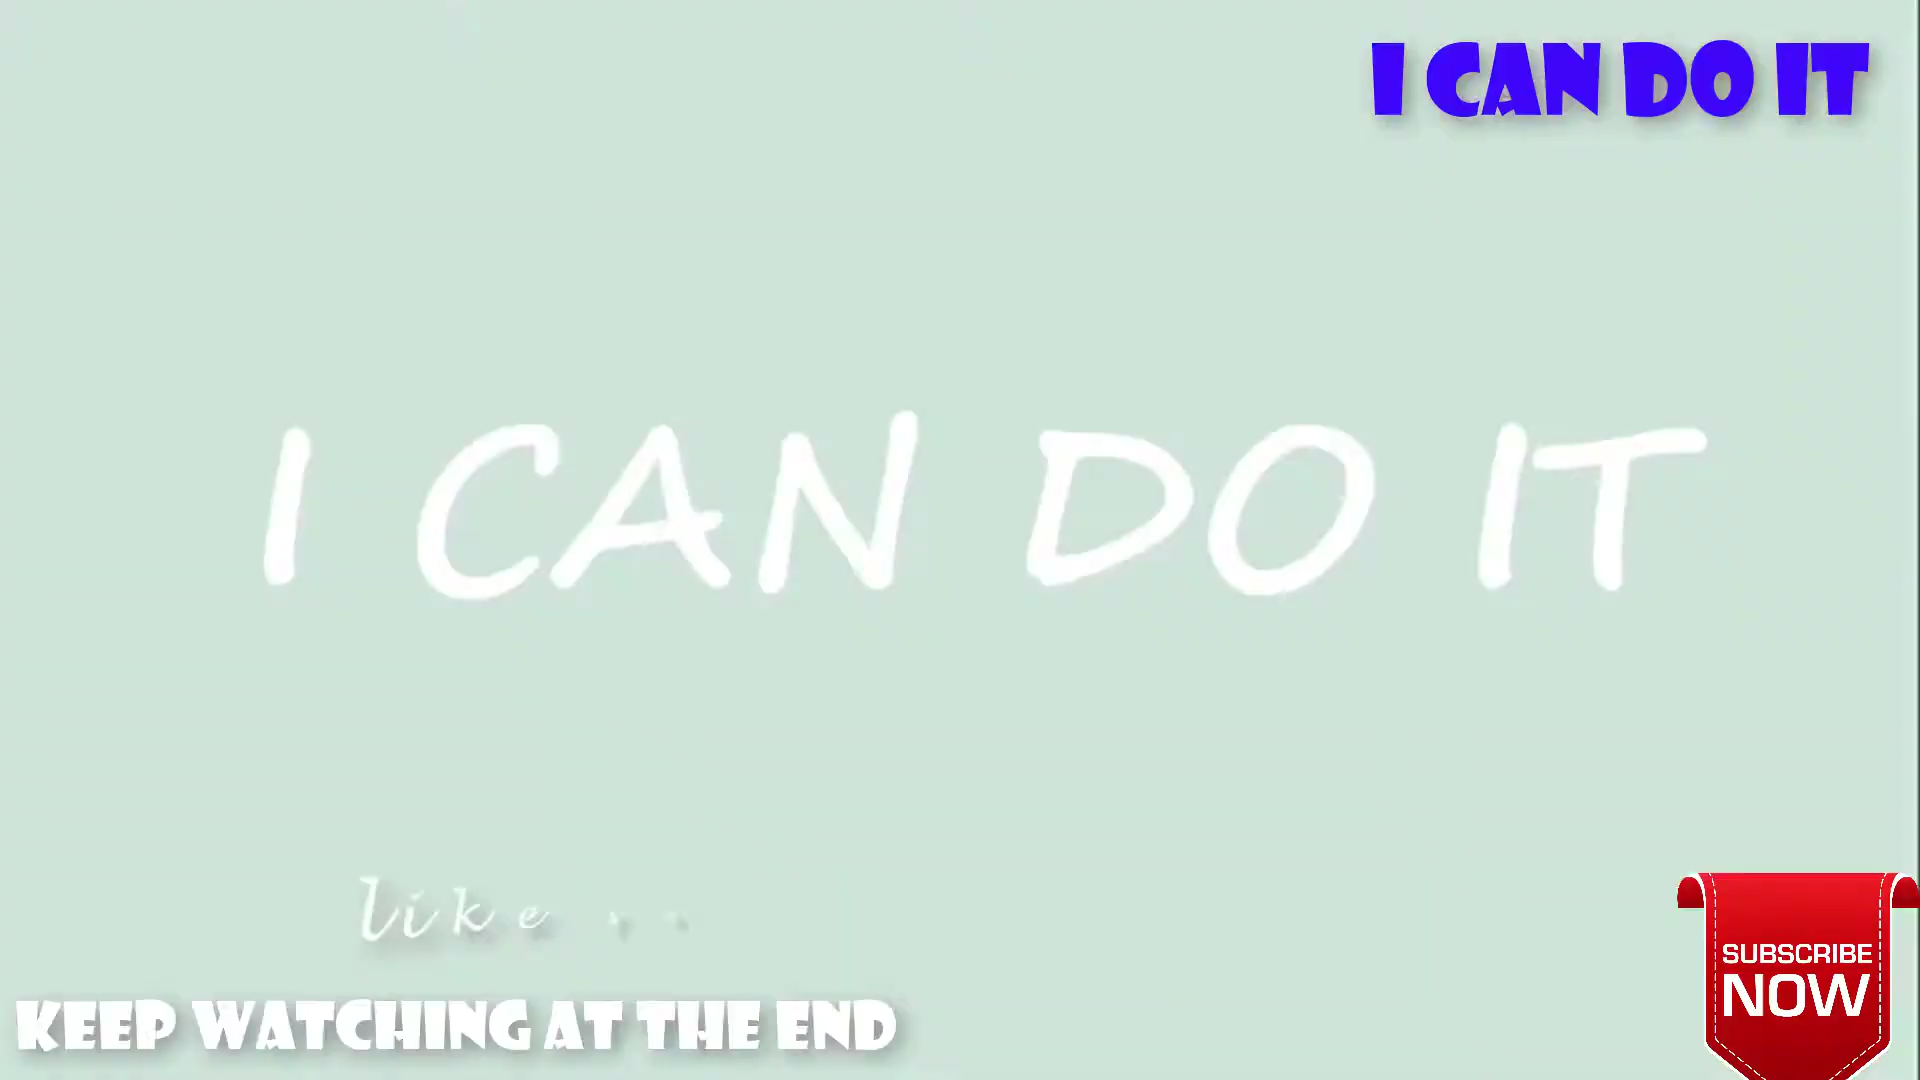 I CAN DO IT
I CAN DO IT
like
KEEP WATCHING AT THE END
SUBSCRIBE
NOW